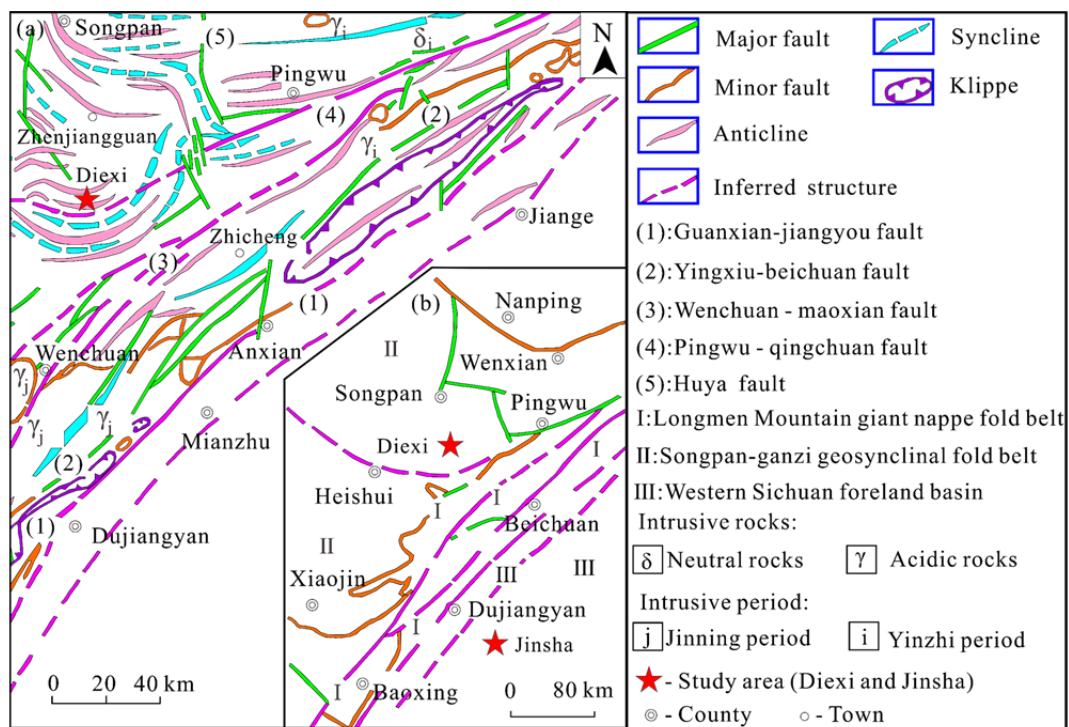 (a)
Songpan
(5)
γi
δi
N
Pingwu
(4)
(2)
Zhenjiangguan
γi
Diexi
Jiange
Zhicheng
(3)
(1)
Anxian
Wenchuan
γj
γj
γj
Mianzhu
(2)
(1)
Dujiangyan
0 20 40 km
(b)
Nanping
II
Wenxian
Songpan
Pingwu
Diexi
I
Heishui
I
I
Beichuan
II
III
III
Xiaojin
Dujiangyan
I
Jinsha
I
Baoxing
0 80 km
Major fault
Syncline
Minor fault
Klippe
Anticline
Inferred structure
(1):Guanxian-jiangyou fault
(2):Yingxiu-beichuan fault
(3):Wenchuan - maoxian fault
(4):Pingwu - qingchuan fault
(5):Huya fault
I:Longmen Mountain giant nappe fold belt
II:Songpan-ganzi geosynclinal fold belt
III:Western Sichuan foreland basin
Intrusive rocks:
δ Neutral rocks
γ Acidic rocks
Intrusive period:
j Jinning period
i Yinzhi period
- Study area (Diexi and Jinsha)
- County
- Town